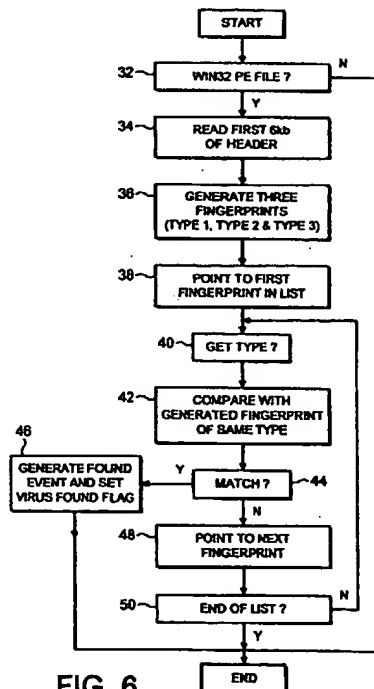 START
32
WIN32 PE FILE ?
N
Y
34
READ FIRST 6kb
OF HEADER
36
GENERATE THREE
FINGERPRINTS
(TYPE 1, TYPE 2 & TYPE 3)
38
POINT TO FIRST
FINGERPRINT IN LIST
40
GET TYPE ?
42
COMPARE WITH
GENERATED FINGERPRINT
OF SAME TYPE
46
GENERATE FOUND
EVENT AND SET
VIRUS FOUND FLAG
Y
MATCH ?
44
N
48
POINT TO NEXT
FINGERPRINT
50
END OF LIST ?
N
Y
FIG. 6
END